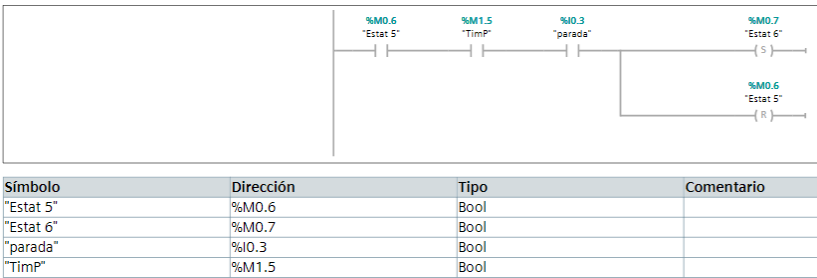 %M0.6 %M1.5 %I0.3 %M0.7
"Estat 5" "TimP" "parada" "Estat 6"
S
%M0.6
"Estat 5"
R
Símbolo Dirección Tipo Comentario
"Estat 5" %M0.6 Bool
"Estat 6" %M0.7 Bool
"parada" %I0.3 Bool
"TimP" %M1.5 Bool